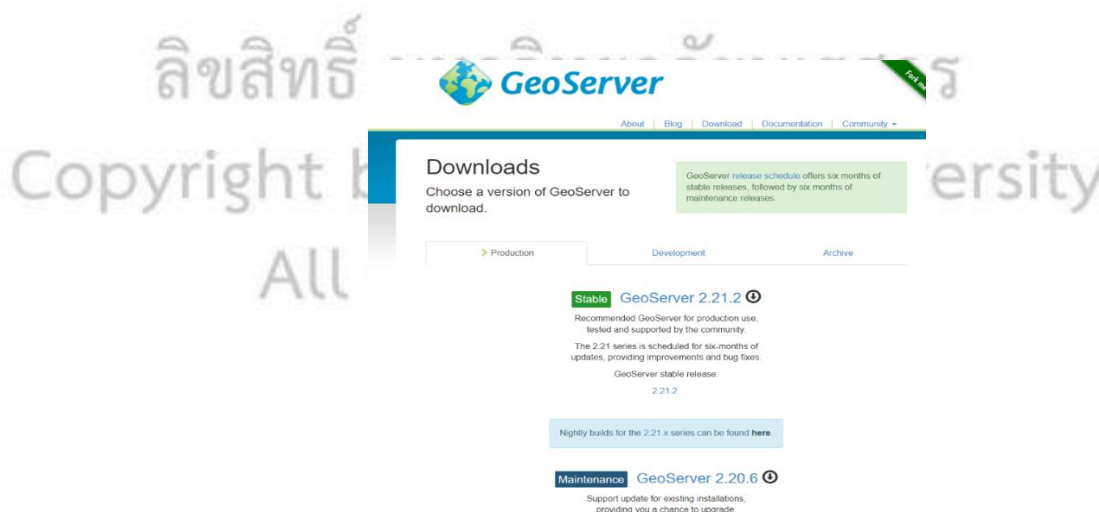 ลิขสิทธิ์
GeoServer
Fork me
About | Blog | Download | Documentation | Community
Copyright
ersity
Downloads
Choose a version of GeoServer to
download.
GeoServer release schedule offers six months of
stable releases, followed by six months of
maintenance releases
All
Production
Development
Archive
Stable GeoServer 2.21.2
Recommended GeoServer for production use,
tested and supported by the community.
The 2.21 series is scheduled for six-months of
updates, providing improvements and bug fixes.
GeoServer stable release:
2.21.2
Nightly builds for the 2.21.x series can be found here.
Maintenance GeoServer 2.20.6
Support update for existing installations,
providing you a chance to upgrade